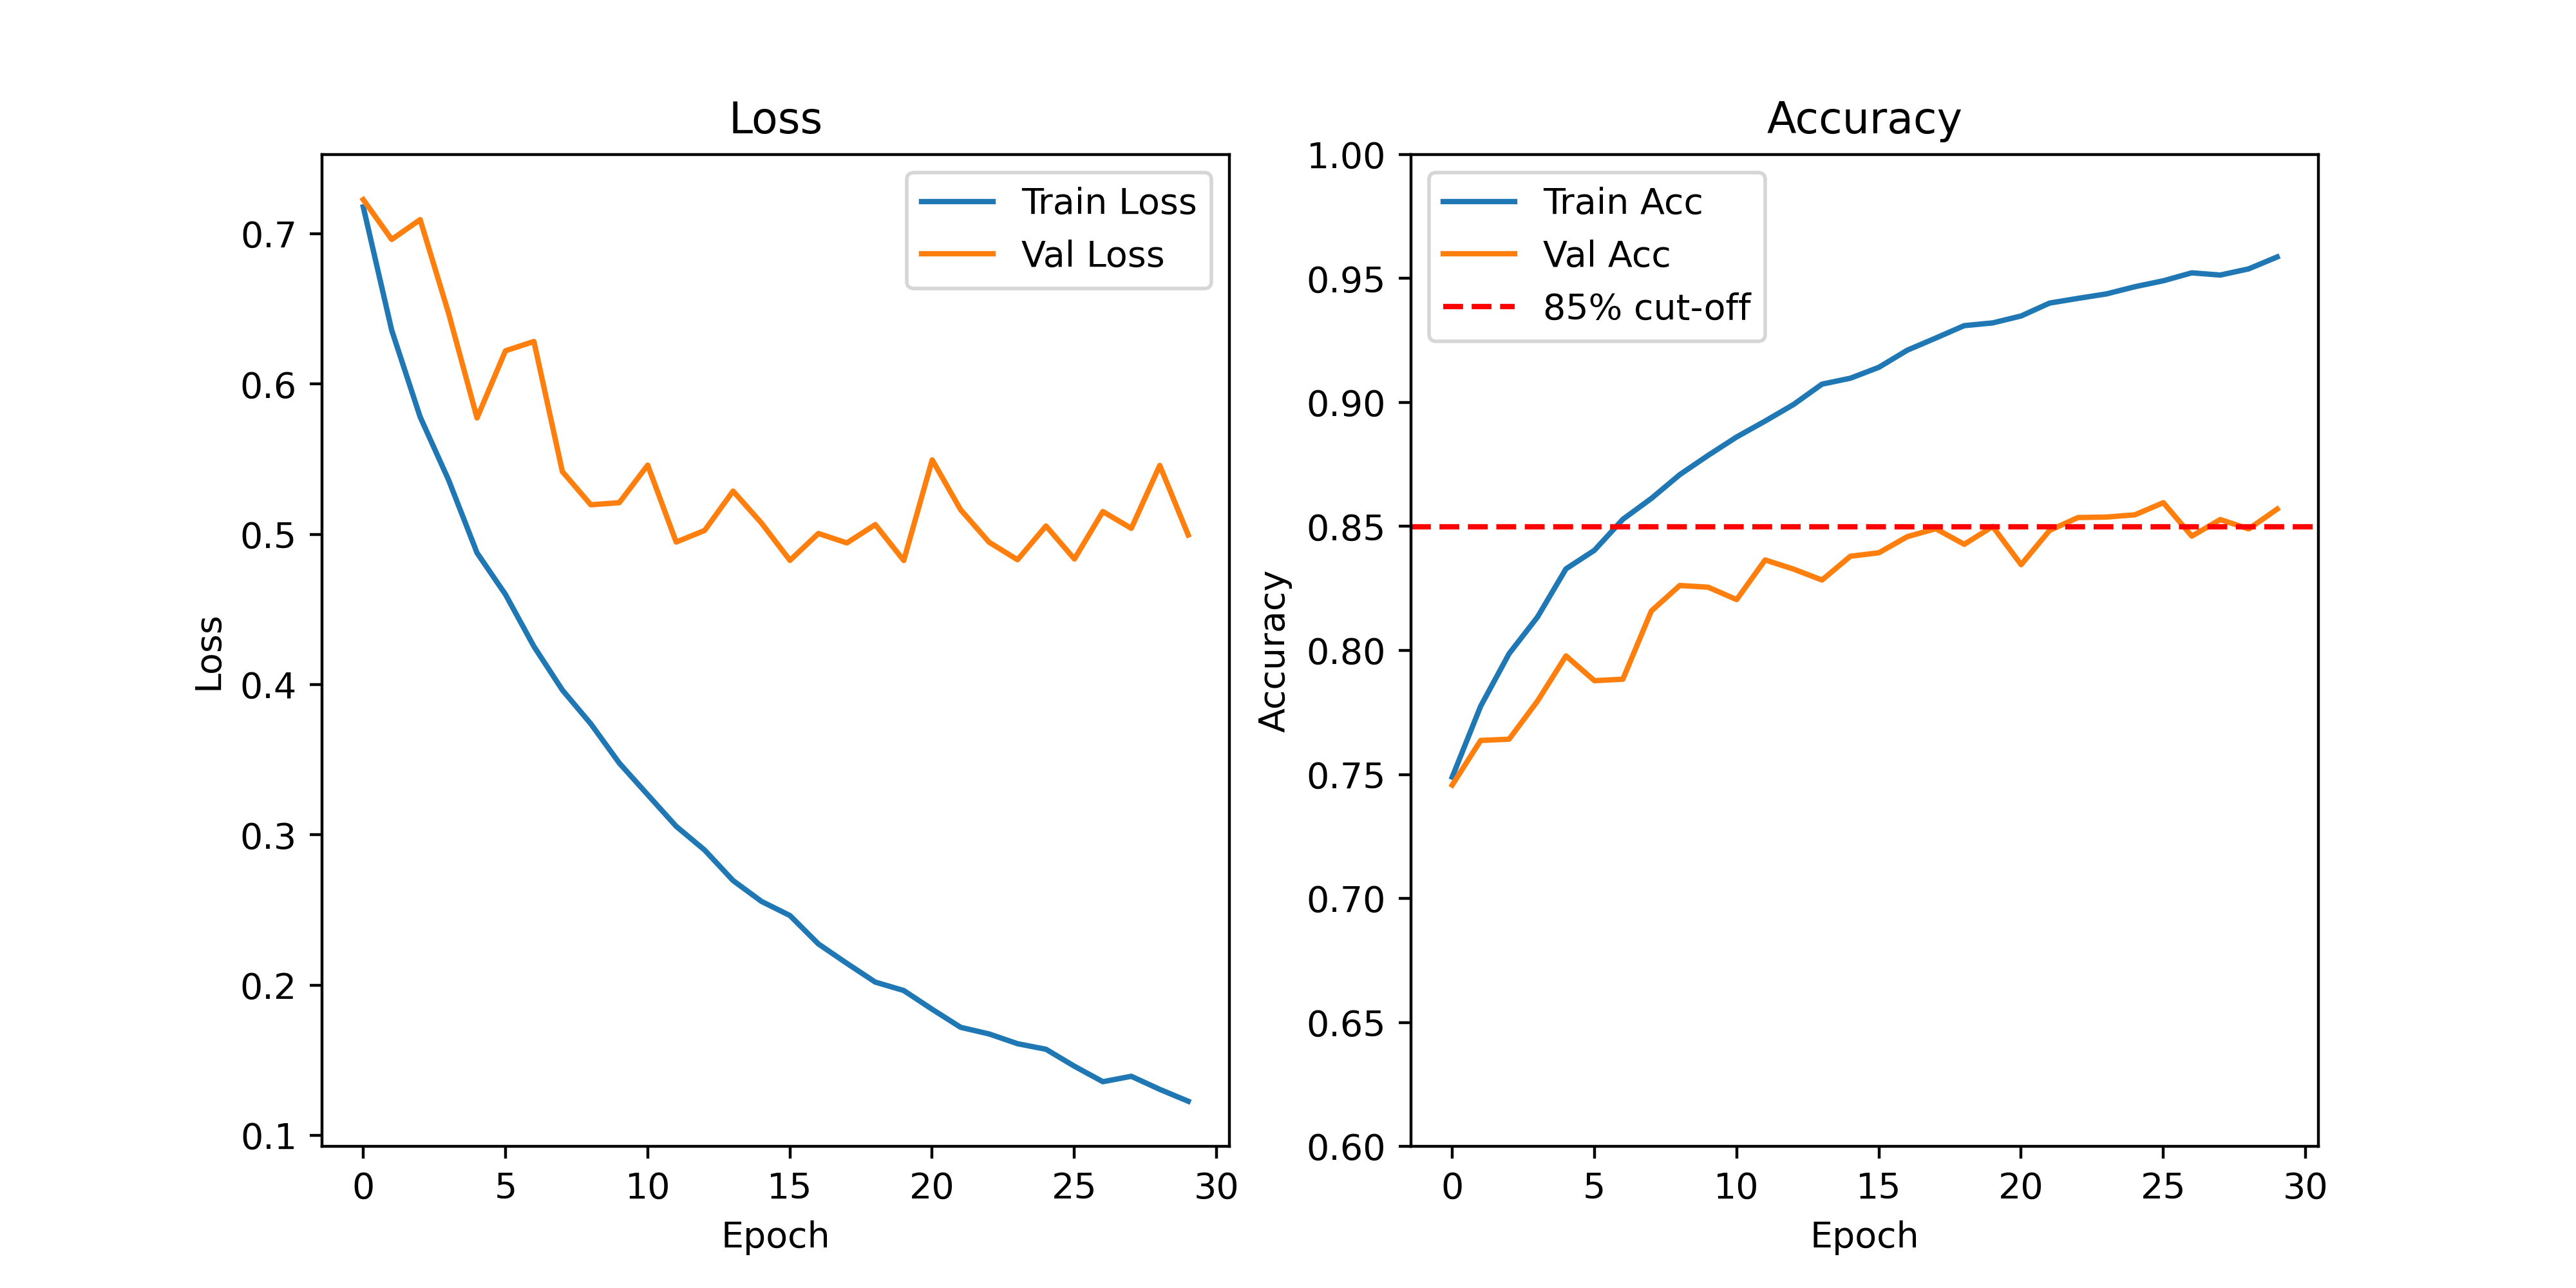 Loss
Train Loss
Val Loss
0.7
0.6
0.5
0.4
0.3
0.2
0.1
Loss
0 5 10 15 20 25 30
Epoch
Accuracy
Train Acc
Val Acc
85% cut-off
1.00
0.95
0.90
0.85
0.80
0.75
0.70
0.65
0.60
Accuracy
0 5 10 15 20 25 30
Epoch